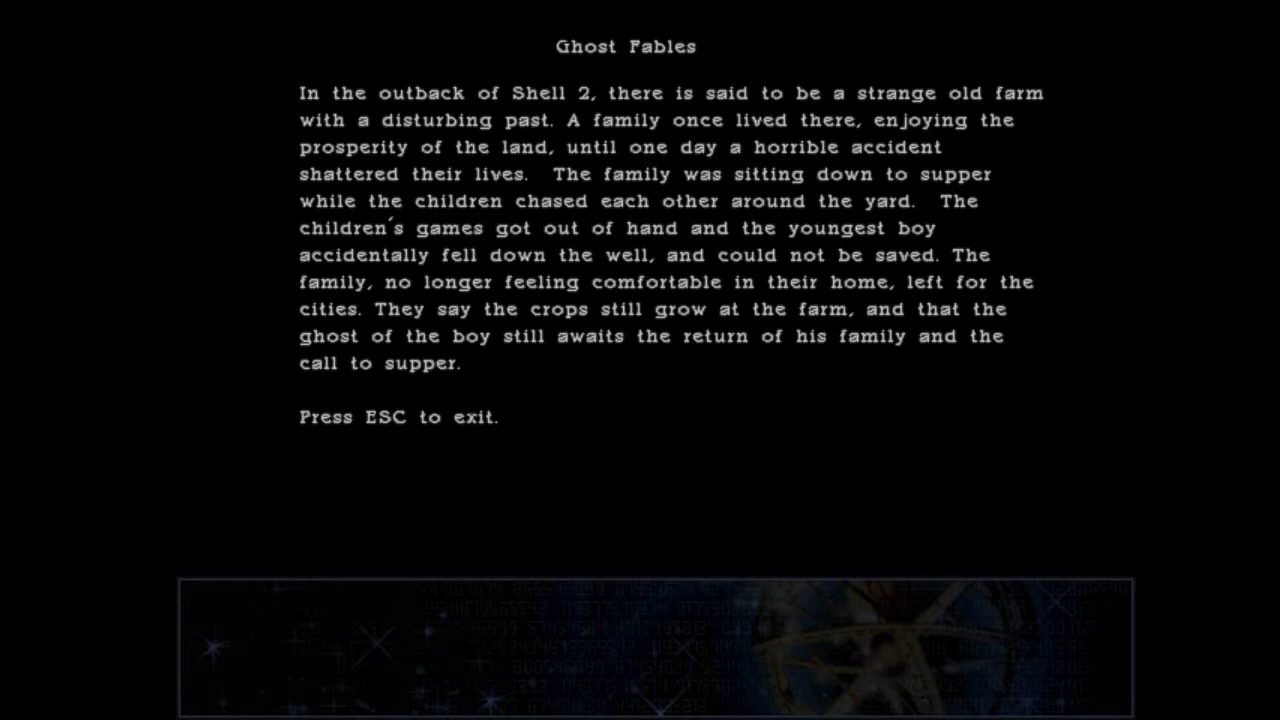 Ghost Fables
In the outback of Shell 2, there is said to be a strange old farm
with a disturbing past. A family once lived there, enjoying the
prosperity of the land, until one day a horrible accident
shattered their lives.  The family was sitting down to supper
while the children chased each other around the yard.  The
children´s games got out of hand and the youngest boy
accidentally fell down the well, and could not be saved. The
family, no longer feeling comfortable in their home, left for the
cities. They say the crops still grow at the farm, and that the
ghost of the boy still awaits the return of his family and the
call to supper.
Press ESC to exit.